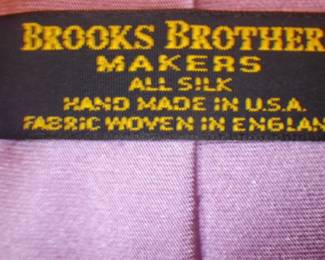 BROOKS BROTHER
MAKERS
ALL SILK
HAND MADE IN U.S.A.
FABRIC WOVEN IN ENGLAN